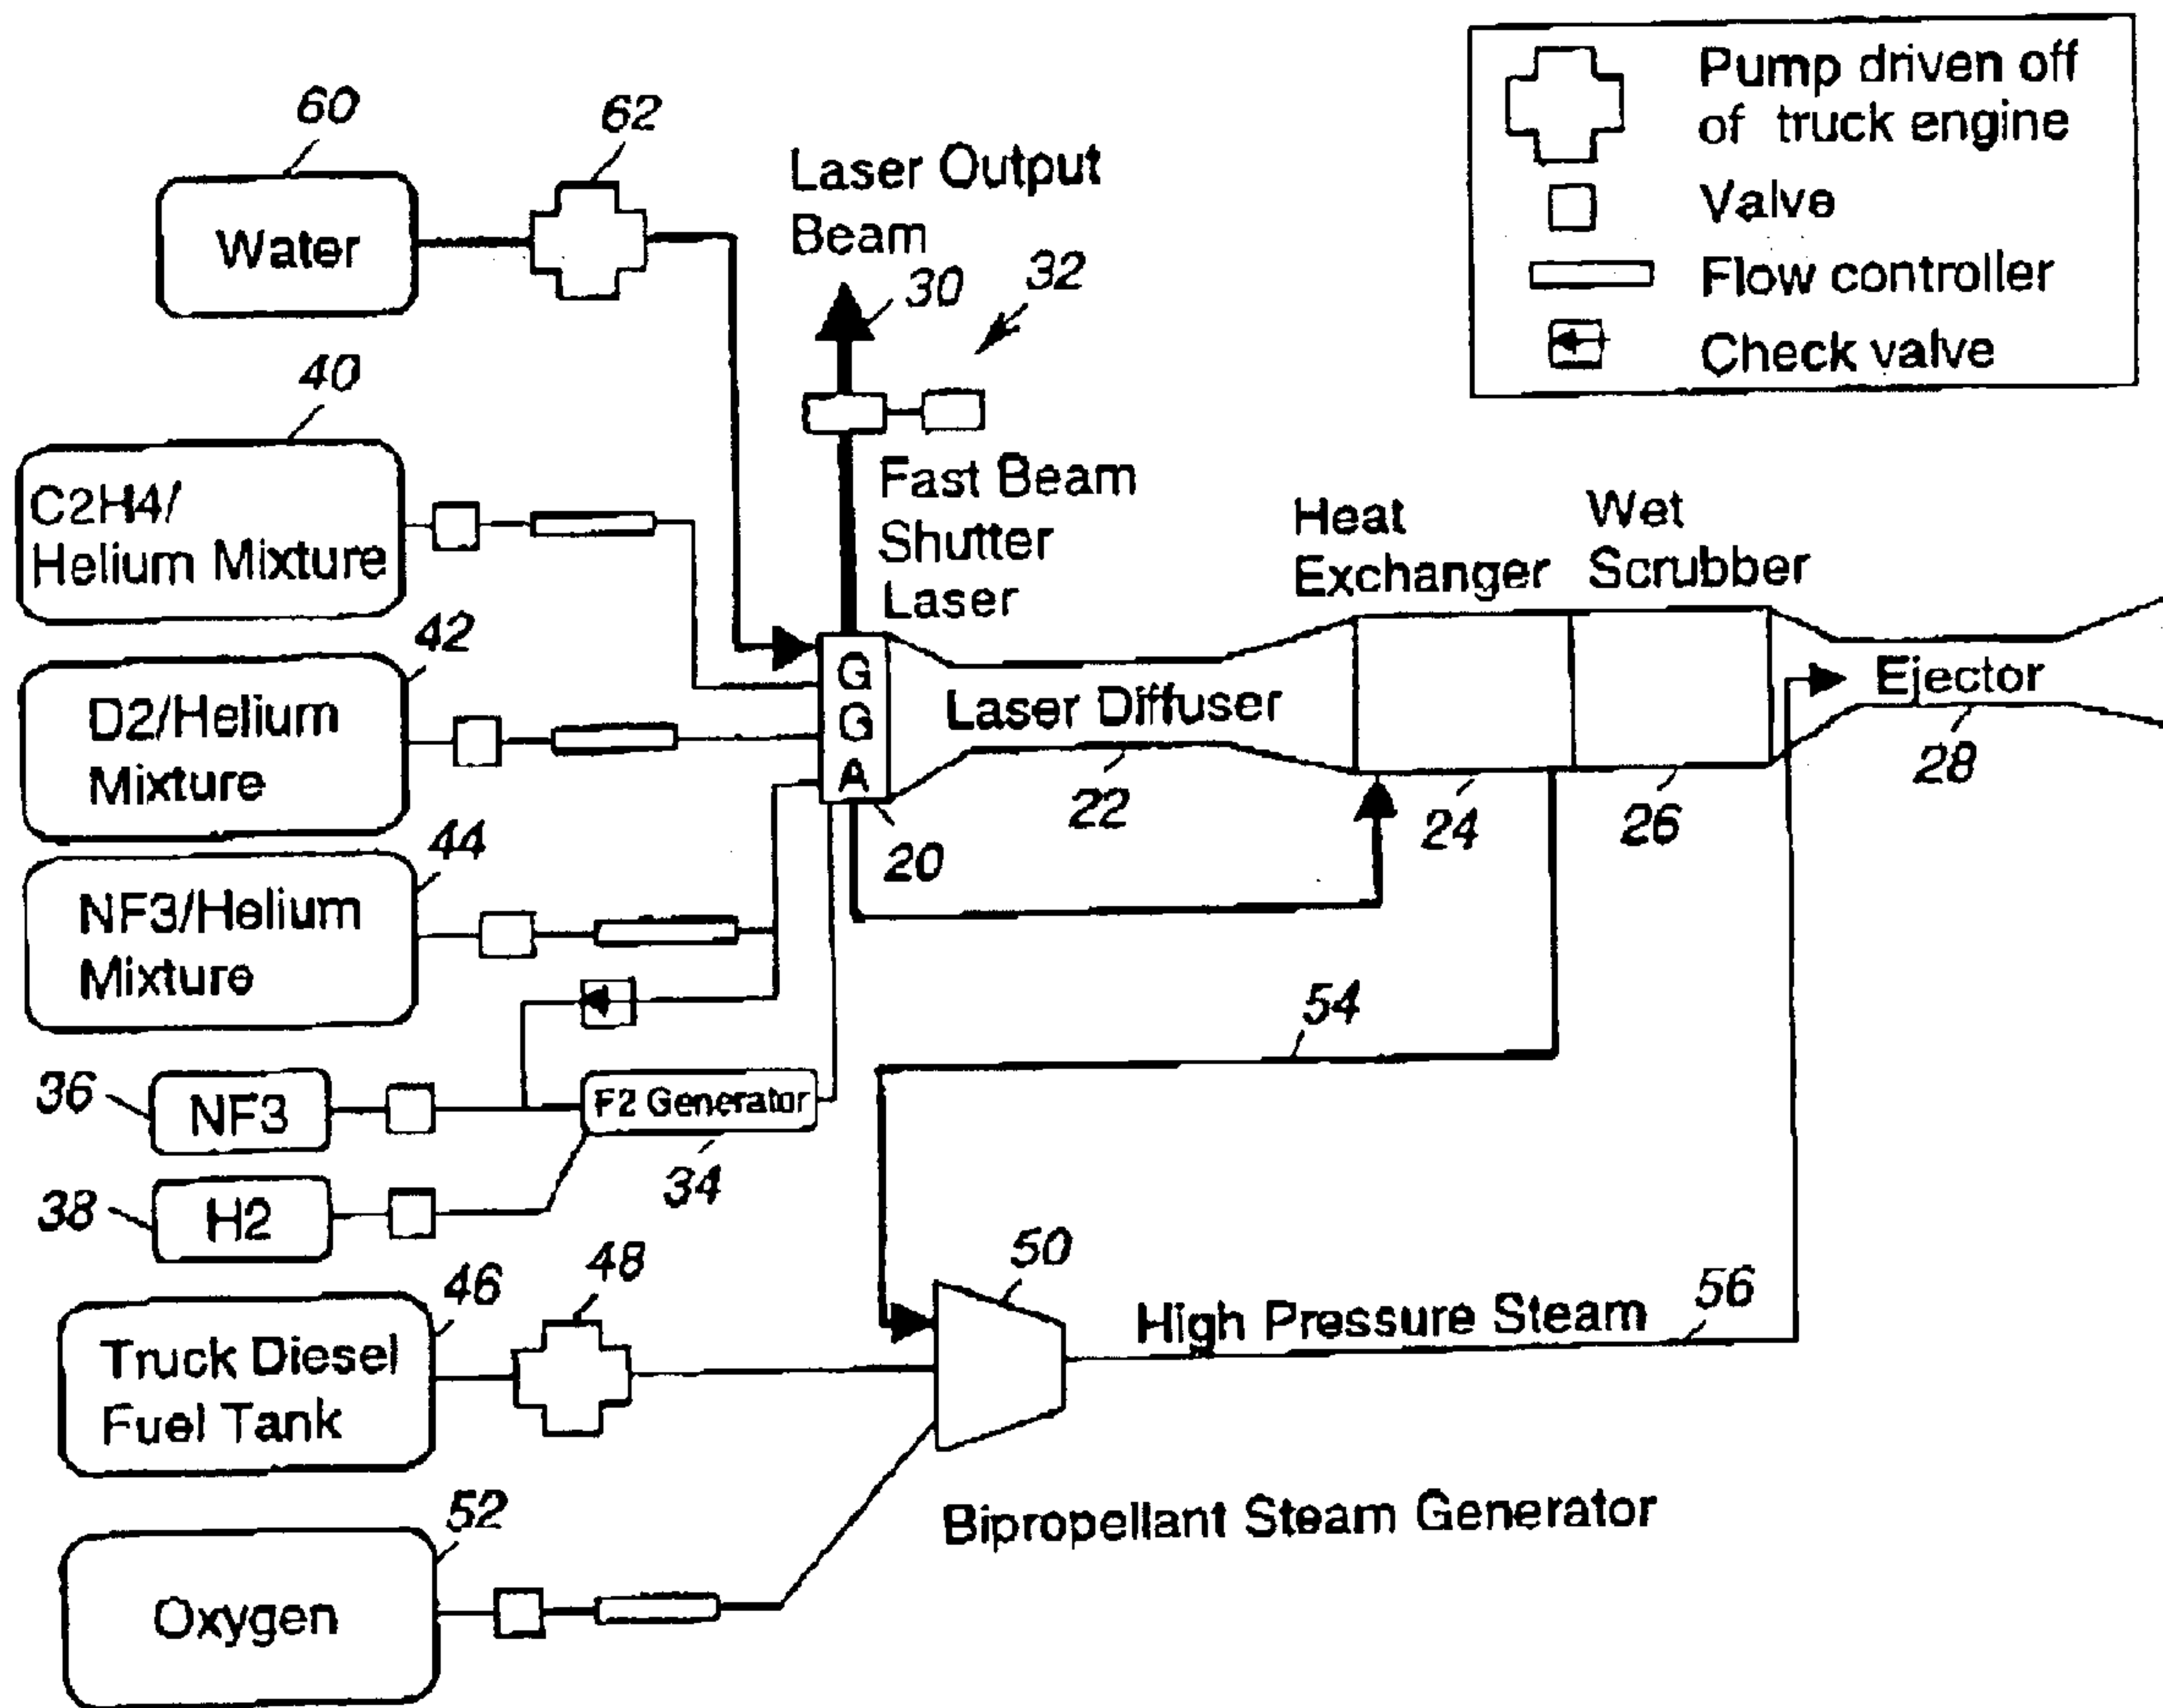 60
62
Water
Laser Output
Beam
30
32
Pump driven off
of truck engine
Valve
Flow controller
Check valve
40
C2H4/
Helium Mixture
Fast Beam
Shutter
Laser
Heat
Exchanger
Wet
Scrubber
42
D2/Helium
Mixture
G
G
A
Laser Diffuser
Ejector
22
24
26
28
20
44
NF3/Helium
Mixture
54
36
NF3
F2 Generator
34
38
H2
46
48
50
Truck Diesel
Fuel Tank
High Pressure Steam
56
52
Oxygen
Bipropellant Steam Generator